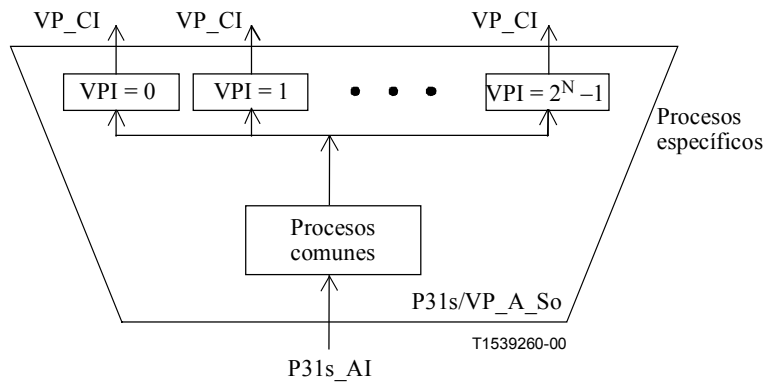 VP_CI VP_CI VP_CI
VPI = 0 VPI = 1 • • • VPI = 2^N –1
Procesos
específicos
Procesos
comunes
P31s/VP_A_So
T1539260-00
P31s_AI